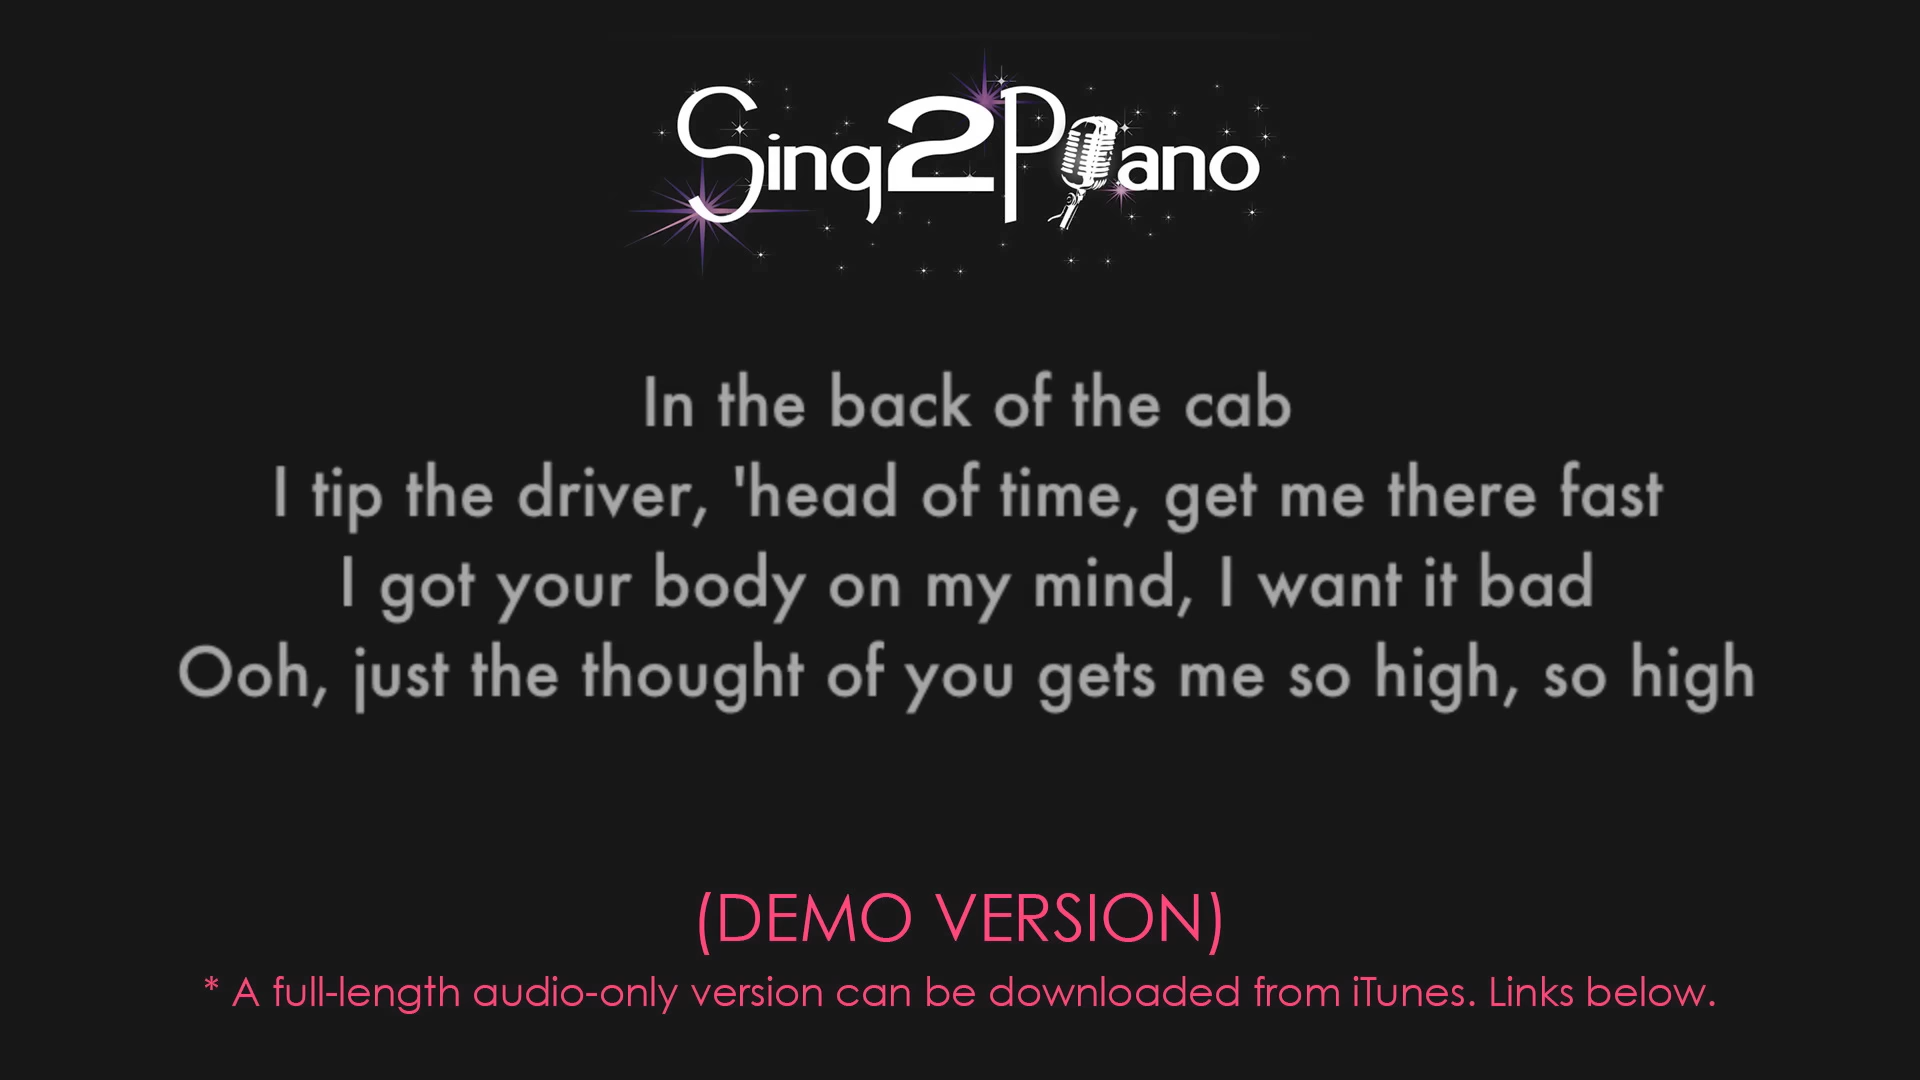 Sing2Piano
In the back of the cab
I tip the driver, 'head of time, get me there fast
I got your body on my mind, I want it bad
Ooh, just the thought of you gets me so high, so high
(DEMO VERSION)
* A full-length audio-only version can be downloaded from iTunes. Links below.